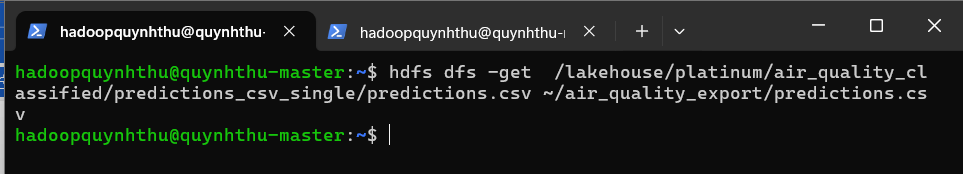 hadoopquynhthu@quynhthu- hadoopquynhthu@quynhthu-
hadoopquynhthu@quynhthu-master:~$ hdfs dfs -get  /lakehouse/platinum/air_quality_cl
assified/predictions_csv_single/predictions.csv ~/air_quality_export/predictions.cs
v
hadoopquynhthu@quynhthu-master:~$